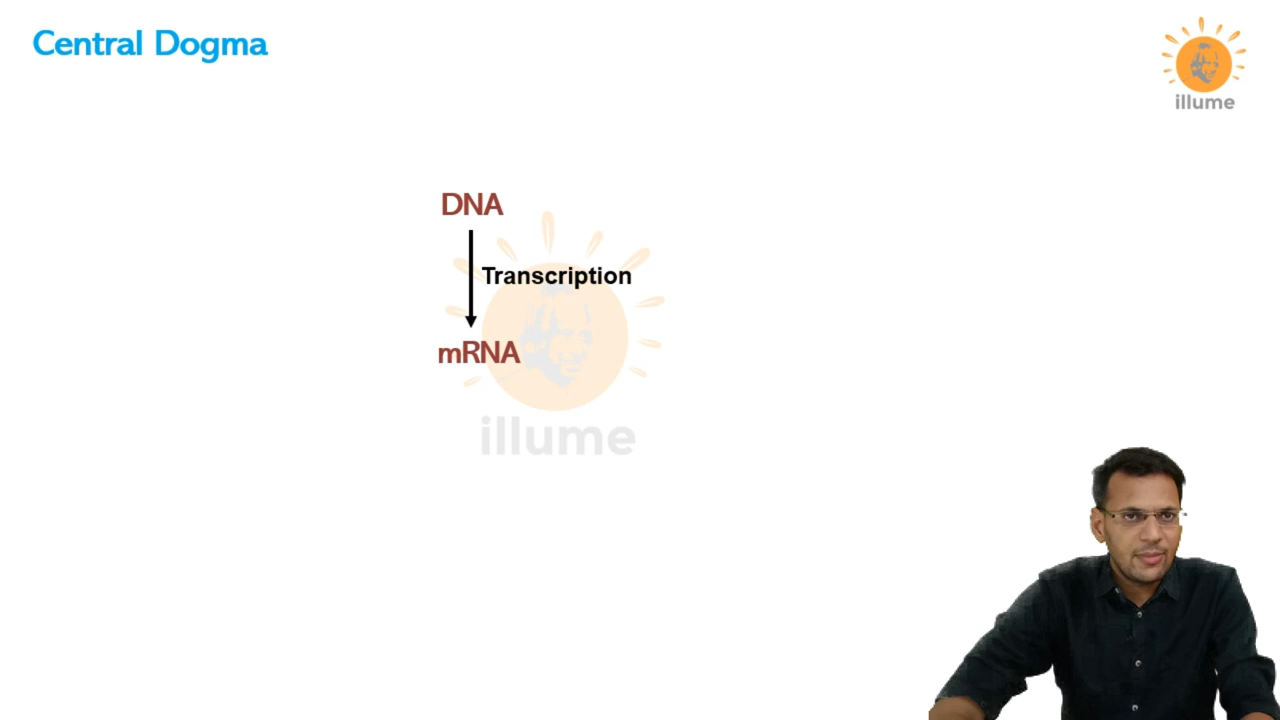 Central Dogma
illume
DNA
Transcription
mRNA
illume